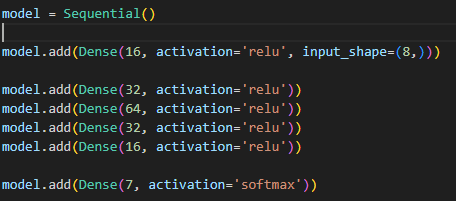 model = Sequential()
model.add(Dense(16, activation='relu', input_shape=(8,)))
model.add(Dense(32, activation='relu'))
model.add(Dense(64, activation='relu'))
model.add(Dense(32, activation='relu'))
model.add(Dense(16, activation='relu'))
model.add(Dense(7, activation='softmax'))